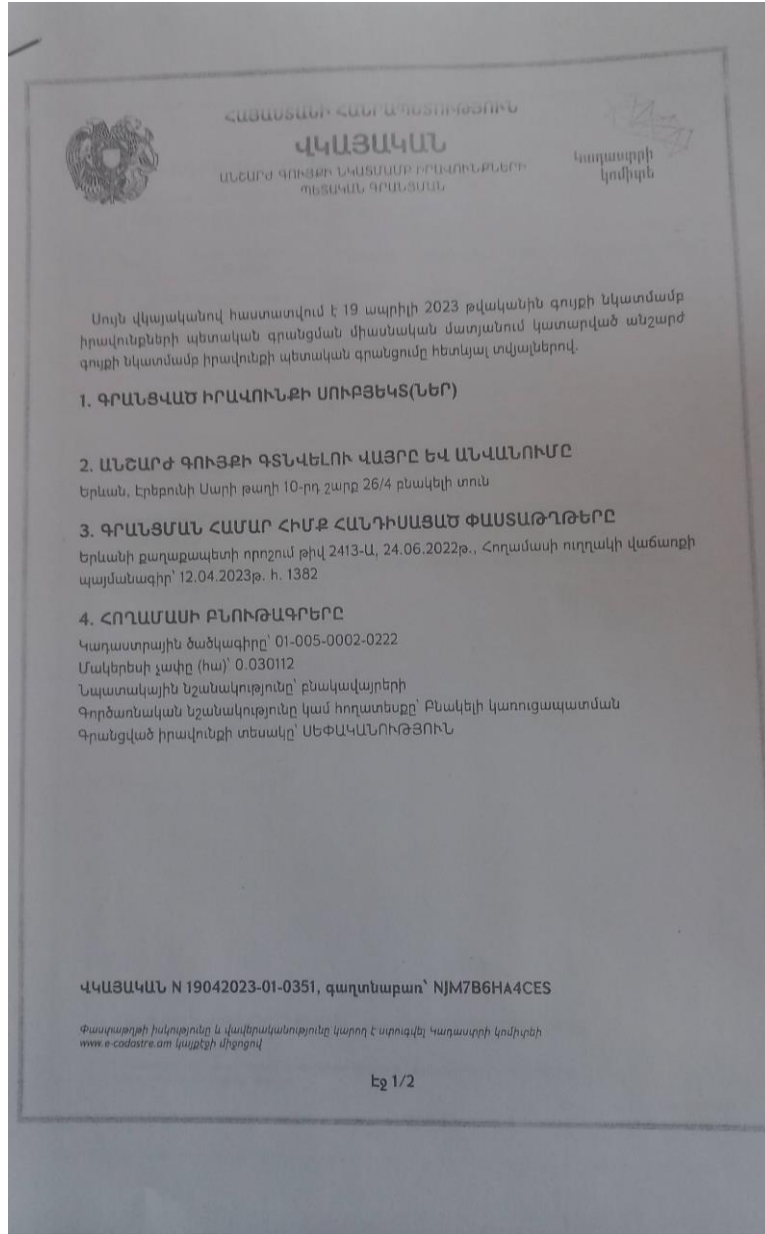 ՀԱՅԱՍՏԱՆԻ ՀԱՆՐԱՊԵՏՈՒԹՅՈՒՆ
ՎԿԱՅԱԿԱՆ
ԱՆՇԱՐԺ ԳՈՒՅՔԻ ՆԿԱՏՄԱՄԲ ԻՐԱՎՈՒՆՔՆԵՐԻ
ՊԵՏԱԿԱՆ ԳՐԱՆՑՄԱՆ
Կադաստրի
կոմիտե
Սույն վկայականով հաստատվում է 19 ապրիլի 2023 թվականին գույքի նկատմամբ
իրավունքների պետական գրանցման միասնական մատյանում կատարված անշարժ
գույքի նկատմամբ իրավունքի պետական գրանցումը հետևյալ տվյալներով.
1. ԳՐԱՆՑՎԱԾ ԻՐԱՎՈՒՆՔԻ ՍՈՒԲՅԵԿՏ(ՆԵՐ)
2. ԱՆՇԱՐԺ ԳՈՒՅՔԻ ԳՏՆՎԵԼՈՒ ՎԱՅՐԸ ԵՎ ԱՆՎԱՆՈՒՄԸ
Երևան, Էրեբունի Սարի թաղի 10-րդ շարք 26/4 բնակելի տուն
3. ԳՐԱՆՑՄԱՆ ՀԱՄԱՐ ՀԻՄՔ ՀԱՆԴԻՍԱՑԱԾ ՓԱՍՏԱԹՂԹԵՐԸ
Երևանի քաղաքապետի որոշում թիվ 2413-Ա, 24.06.2022թ., Հողամասի ուղղակի վաճառքի
պայմանագիր՝ 12.04.2023թ. հ. 1382
4. ՀՈՂԱՄԱՍԻ ԲՆՈՒԹԱԳՐԵՐԸ
Կադաստրային ծածկագիրը՝ 01-005-0002-0222
Մակերեսի չափը (հա)՝ 0.030112
Նպատակային նշանակությունը՝ բնակավայրերի
Գործառնական նշանակությունը կամ հողատեսքը՝ Բնակելի կառուցապատման
Գրանցված իրավունքի տեսակը՝ ՍԵՓԱԿԱՆՈՒԹՅՈՒՆ
ՎԿԱՅԱԿԱՆ N 19042023-01-0351, գաղտնաբառ՝ NJM7B6HA4CES
Փաստաթղթի իսկությունը և վավերականությունը կարող է ստուգվել Կադաստրի կոմիտեի
www.e-cadastre.am կայքէջի միջոցով
Էջ 1/2